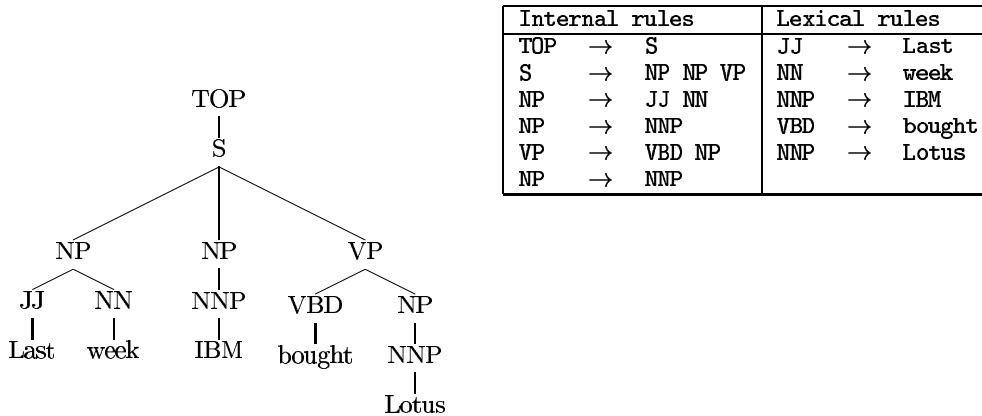 TOP
S
NP NP VP
JJ NN NNP VBD NP
Last week IBM bought NNP
Lotus
Internal rules Lexical rules
TOP → S JJ → Last
S → NP NP VP NN → week
NP → JJ NN NNP → IBM
NP → NNP VBD → bought
VP → VBD NP NNP → Lotus
NP → NNP